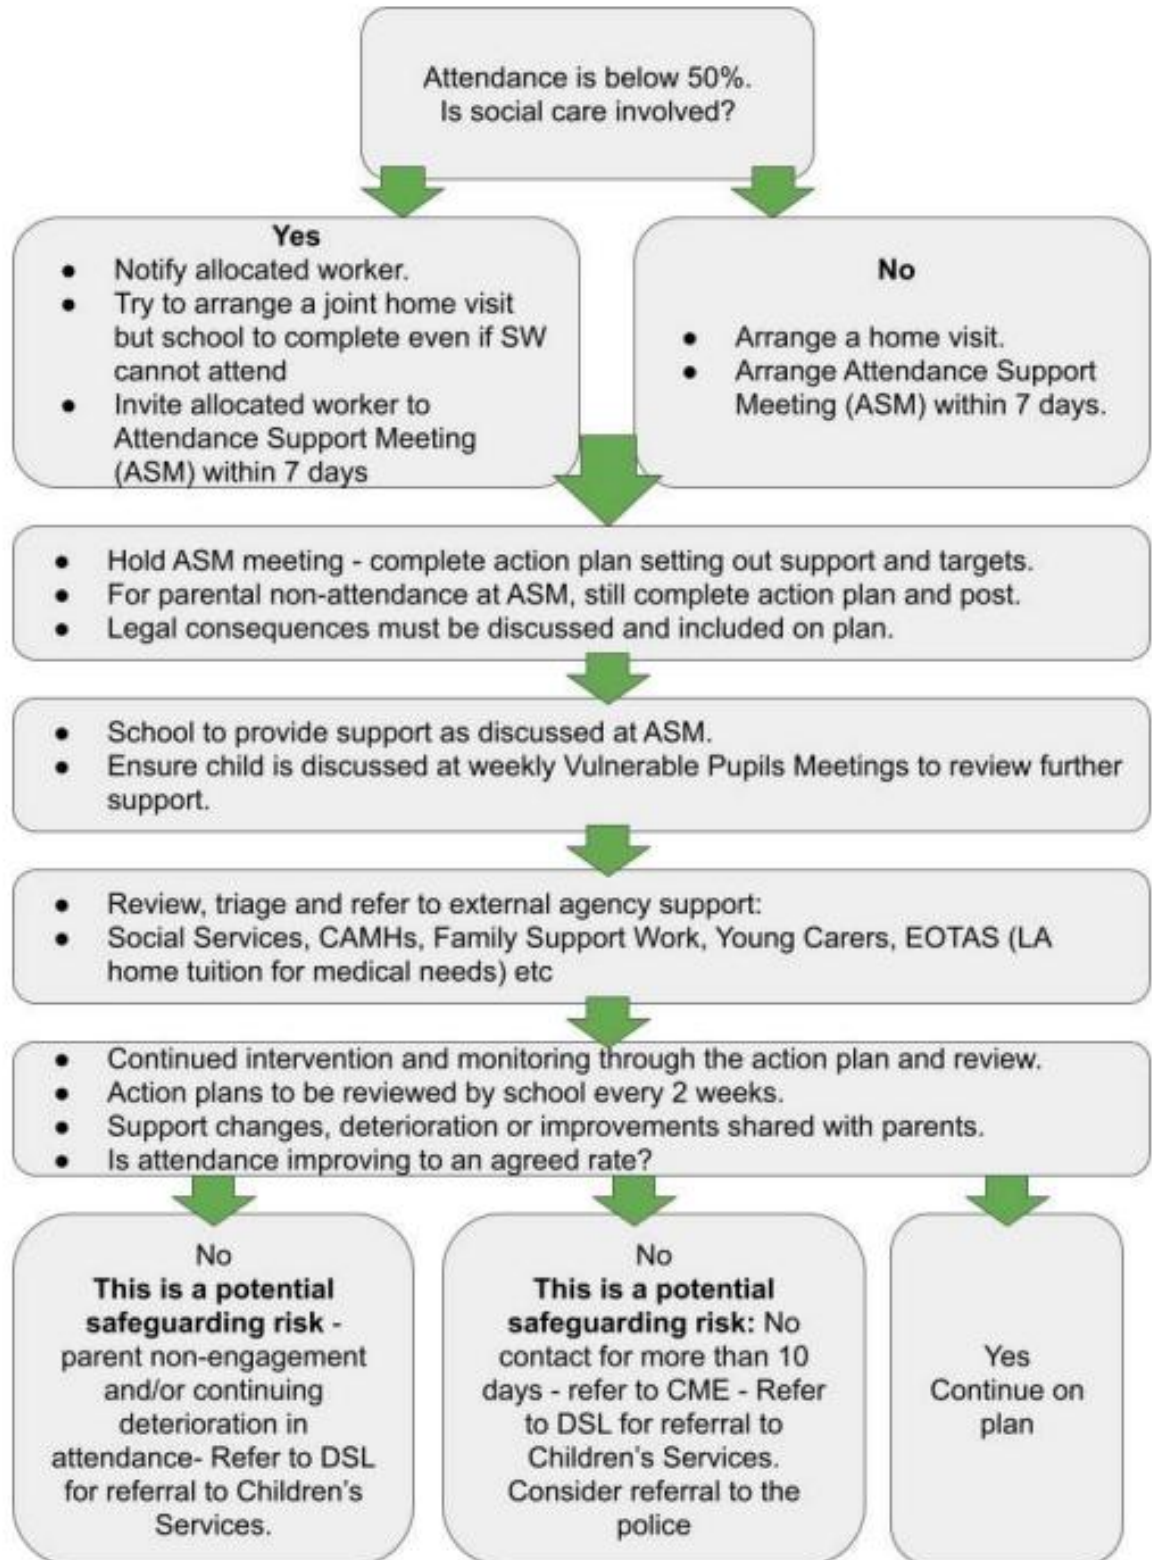 Attendance is below 50%.
Is social care involved?
Yes
● Notify allocated worker.
● Try to arrange a joint home visit
but school to complete even if SW
cannot attend
● Invite allocated worker to
Attendance Support Meeting
(ASM) within 7 days
No
● Arrange a home visit.
● Arrange Attendance Support
Meeting (ASM) within 7 days.
● Hold ASM meeting - complete action plan setting out support and targets.
● For parental non-attendance at ASM, still complete action plan and post.
● Legal consequences must be discussed and included on plan.
● School to provide support as discussed at ASM.
● Ensure child is discussed at weekly Vulnerable Pupils Meetings to review further
support.
● Review, triage and refer to external agency support:
● Social Services, CAMHs, Family Support Work, Young Carers, EOTAS (LA
home tuition for medical needs) etc
● Continued intervention and monitoring through the action plan and review.
● Action plans to be reviewed by school every 2 weeks.
● Support changes, deterioration or improvements shared with parents.
● Is attendance improving to an agreed rate?
No
This is a potential
safeguarding risk -
parent non-engagement
and/or continuing
deterioration in
attendance- Refer to DSL
for referral to Children's
Services.
No
This is a potential
safeguarding risk: No
contact for more than 10
days - refer to CME - Refer
to DSL for referral to
Children's Services.
Consider referral to the
police
Yes
Continue on
plan